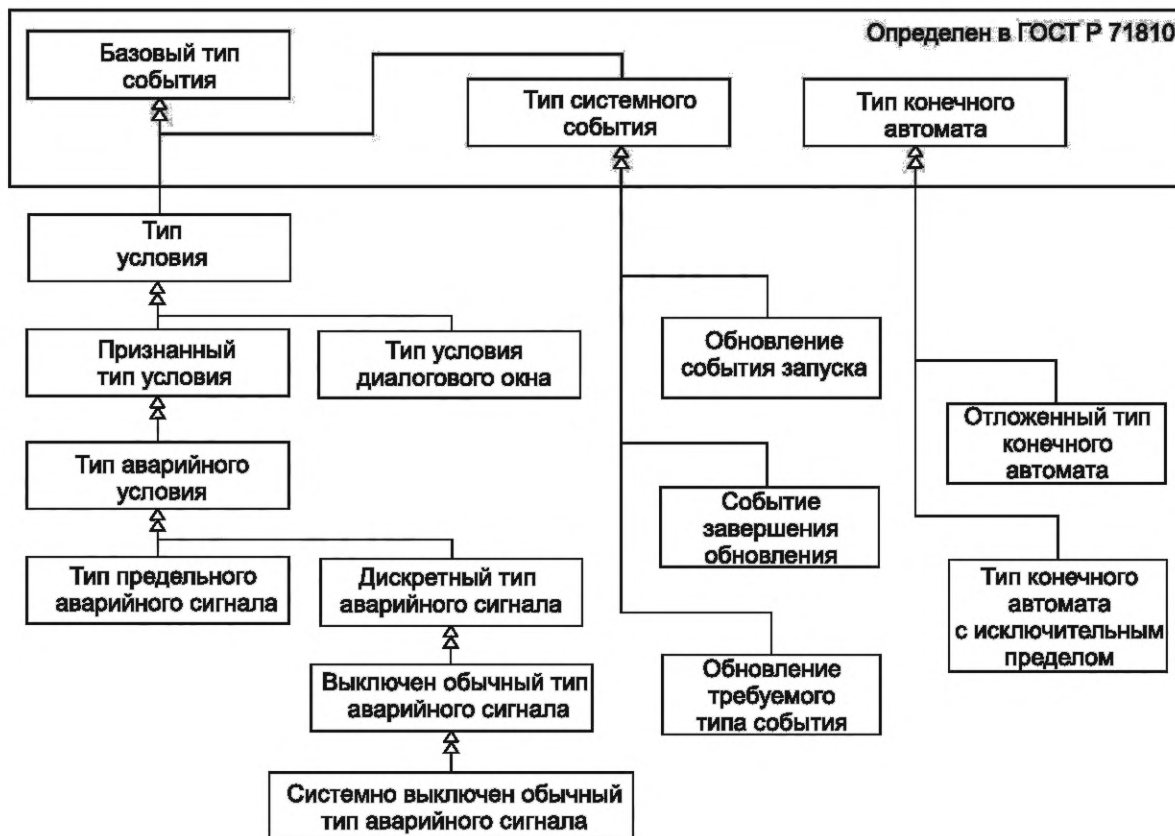 Определен в ГОСТ Р 71810
Базовый тип
события
Тип системного
события
Тип конечного
автомата
Тип
условия
Признанный
тип условия
Тип условия
диалогового окна
Обновление
события запуска
Тип аварийного
условия
Отложенный тип
конечного
автомата
Событие
завершения
обновления
Тип предельного
аварийного сигнала
Дискретный тип
аварийного сигнала
Тип конечного
автомата
с исключительным
пределом
Выключен обычный тип
аварийного сигнала
Обновление
требуемого
типа события
Системно выключен обычный
тип аварийного сигнала